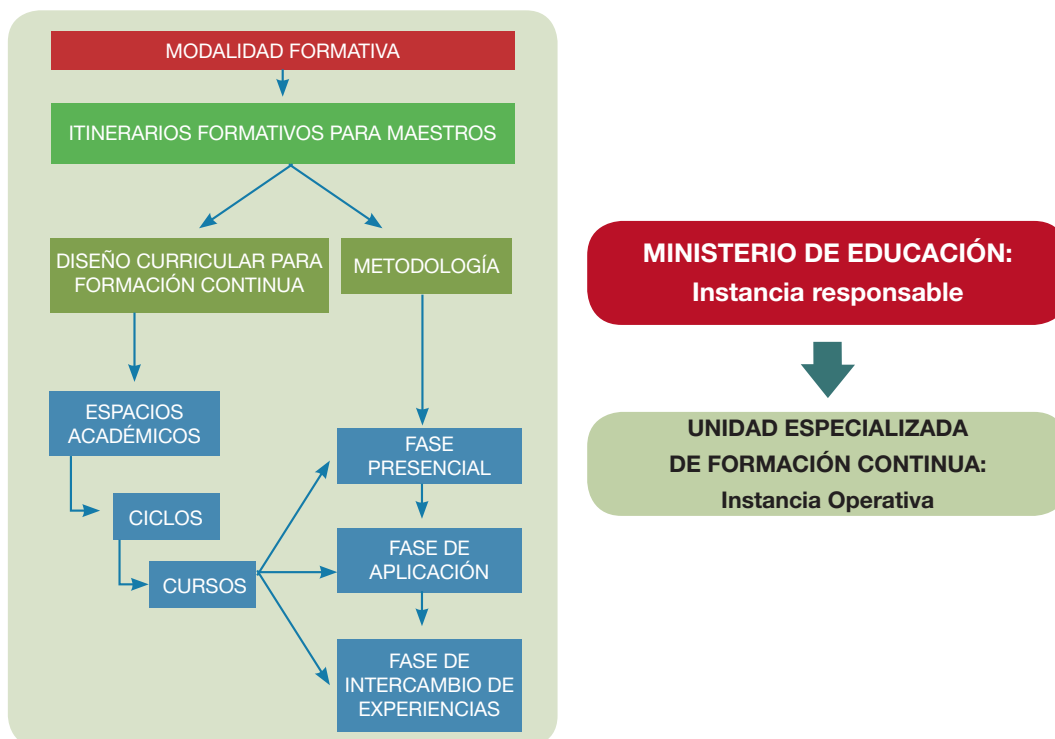 MODALIDAD FORMATIVA
ITINERARIOS FORMATIVOS PARA MAESTROS
DISEÑO CURRICULAR PARA
FORMACIÓN CONTINUA
METODOLOGÍA
ESPACIOS
ACADÉMICOS
CICLOS
CURSOS
FASE
PRESENCIAL
FASE DE
APLICACIÓN
FASE DE
INTERCAMBIO DE
EXPERIENCIAS
MINISTERIO DE EDUCACIÓN:
Instancia responsable
UNIDAD ESPECIALIZADA
DE FORMACIÓN CONTINUA:
Instancia Operativa